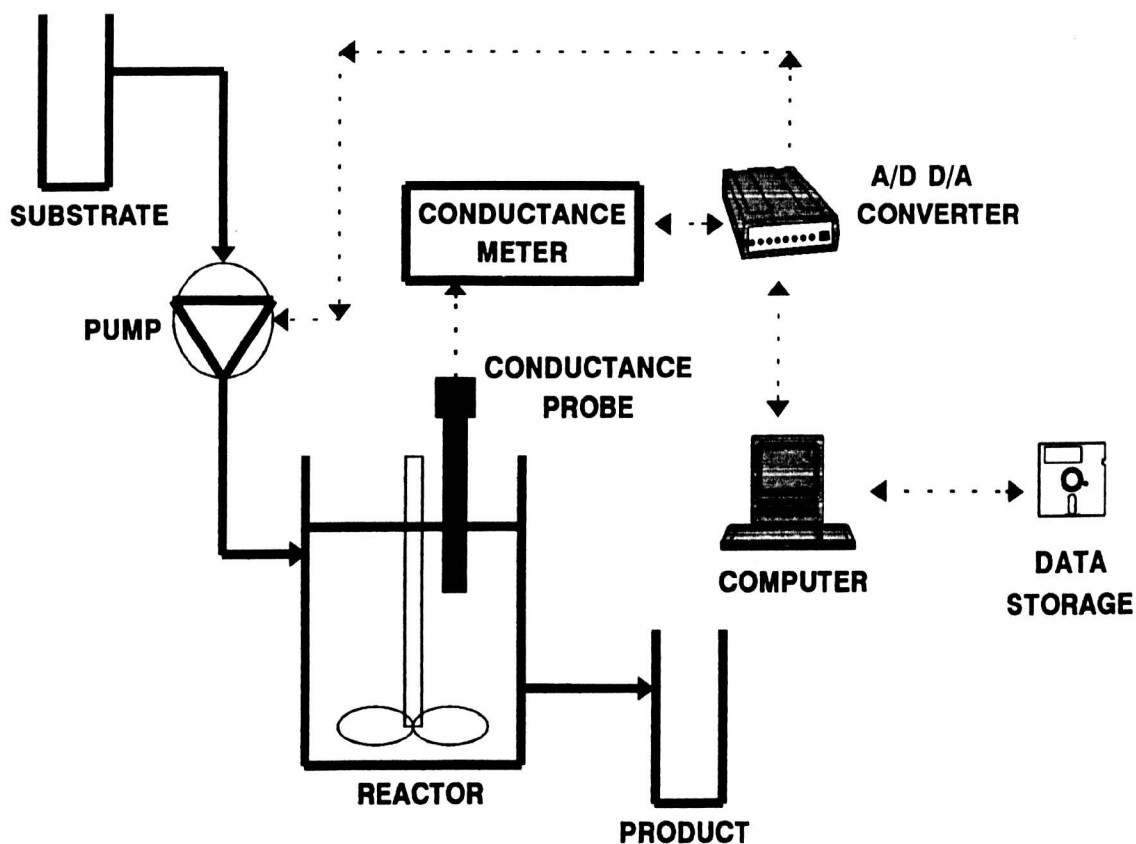 SUBSTRATE
PUMP
CONDUCTANCE
METER
A/D D/A
CONVERTER
CONDUCTANCE
PROBE
COMPUTER
DATA
STORAGE
REACTOR
PRODUCT